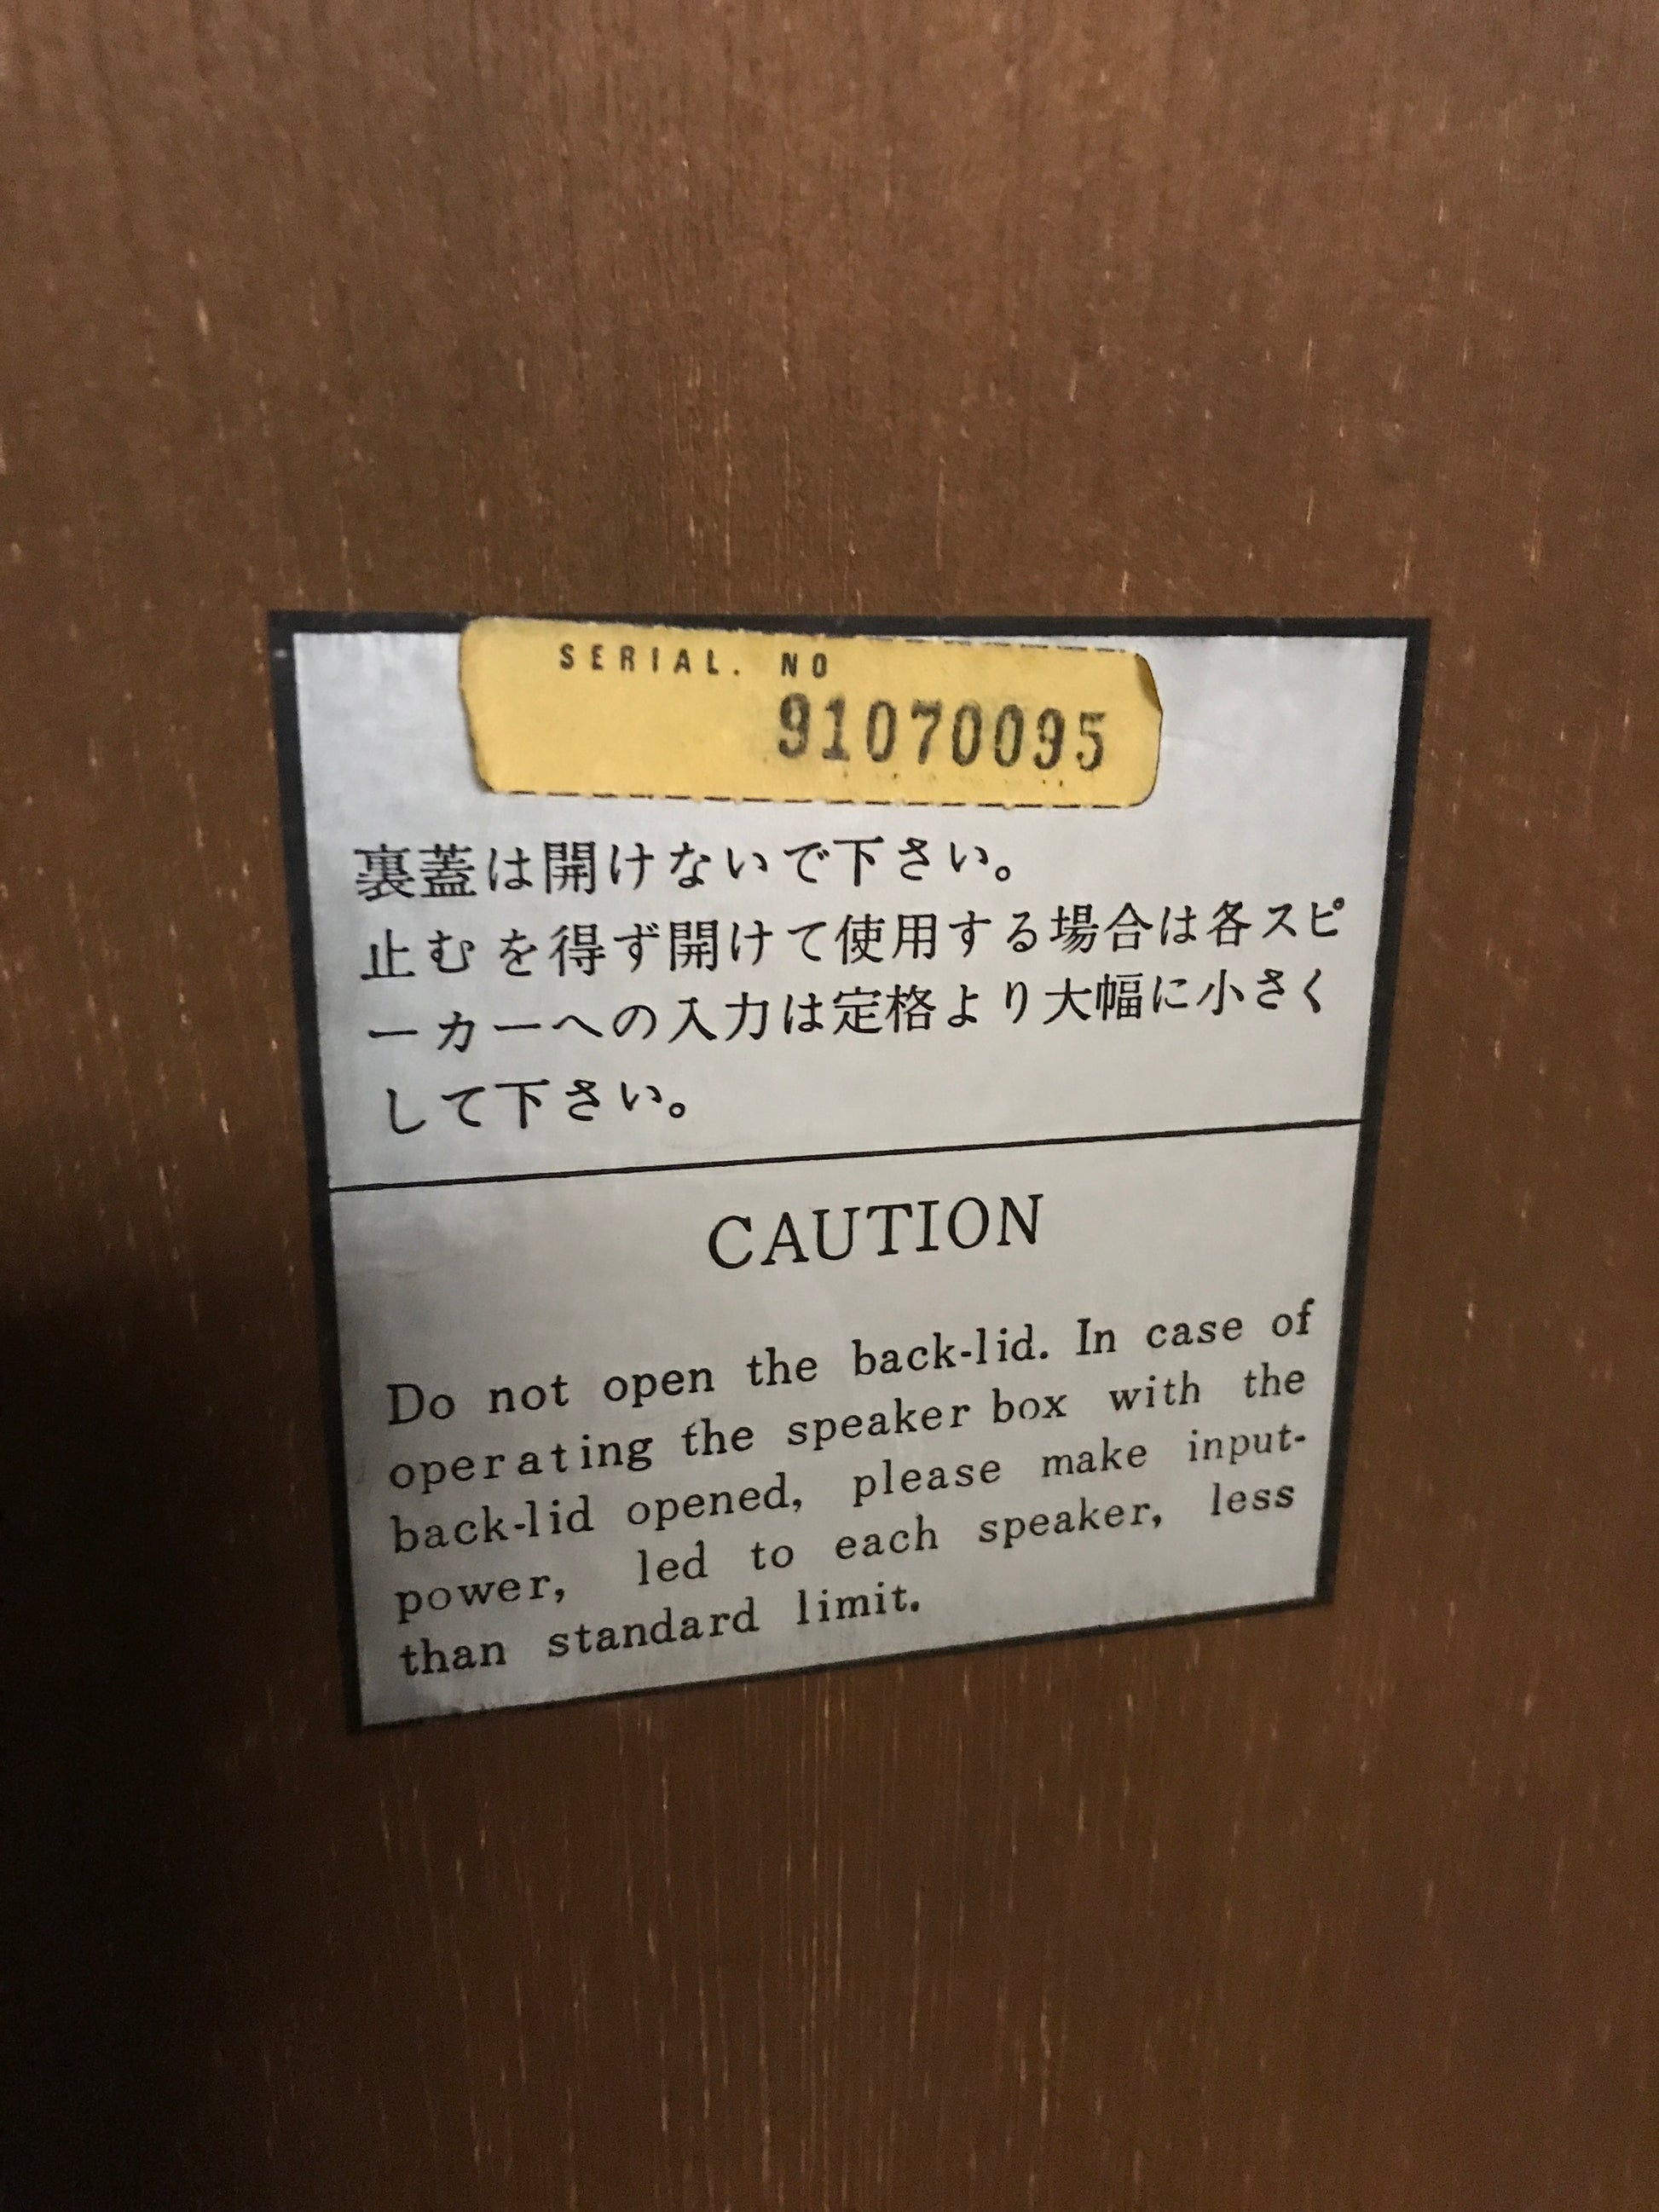 SERIAL. NO
91070095
裏蓋は開けないで下さい。
止むを得ず開けて使用する場合は各スピ
ーカーへの入力は定格より大幅に小さく
して下さい。
CAUTION
Do not open the back-lid. In case of
operating the speaker box with the
back-lid opened, please make input-
power, led to each speaker, less
than standard limit.